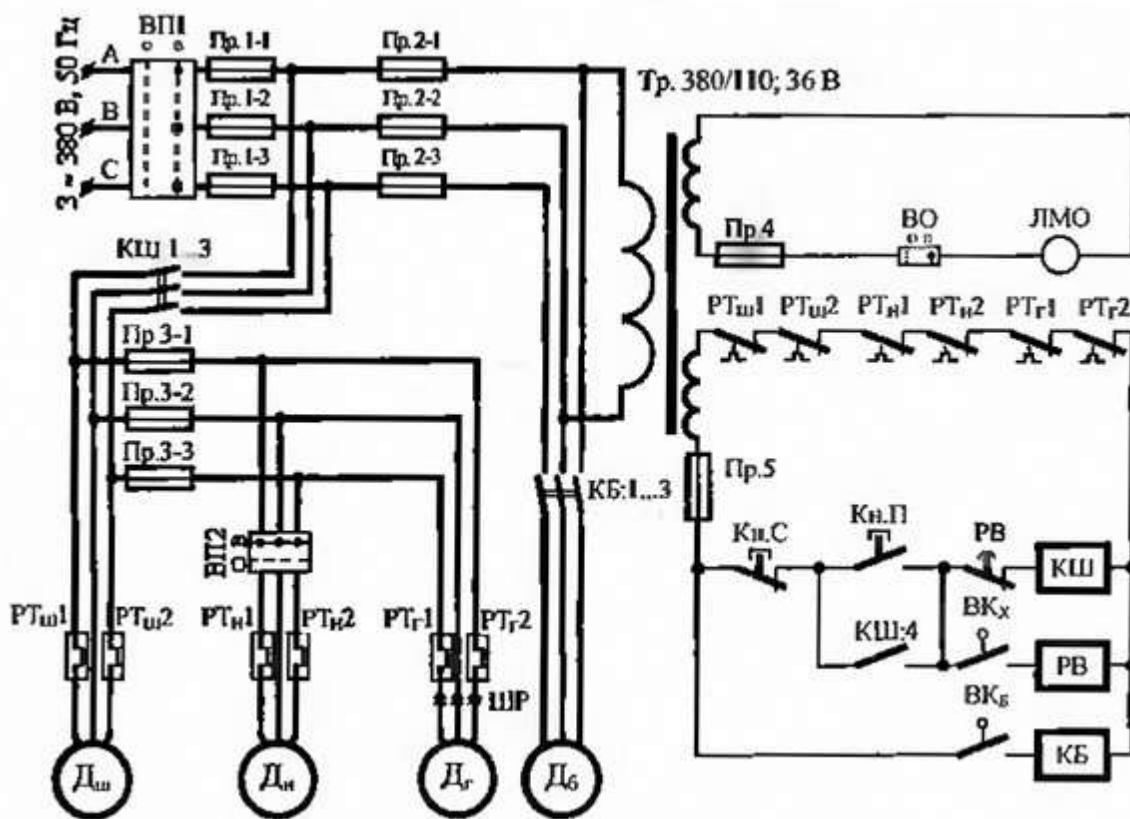 3 ~ 380 В, 50 Гц
А
В
С
ВП1
о в
Пр. 1-1
Пр. 1-2
Пр. 1-3
Пр. 2-1
Пр. 2-2
Пр. 2-3
Тр. 380/110; 36 В
Пр.4
ВО
о п
ЛМО
КШ 1...3
РТш1
РТш2
РТн1
РТн2
РТг1
РТг2
Пр 3-1
Пр.3-2
Пр.3-3
Пр.5
КБ:1...3
ВП2
Кн.С
Кн.П
РВ
КШ
КШ:4
ВКх
РВ
ВКБ
КБ
РТш1
РТш2
РТн1
РТн2
РТг1
РТг2
ШР
Дш
Дн
Дг
Дб